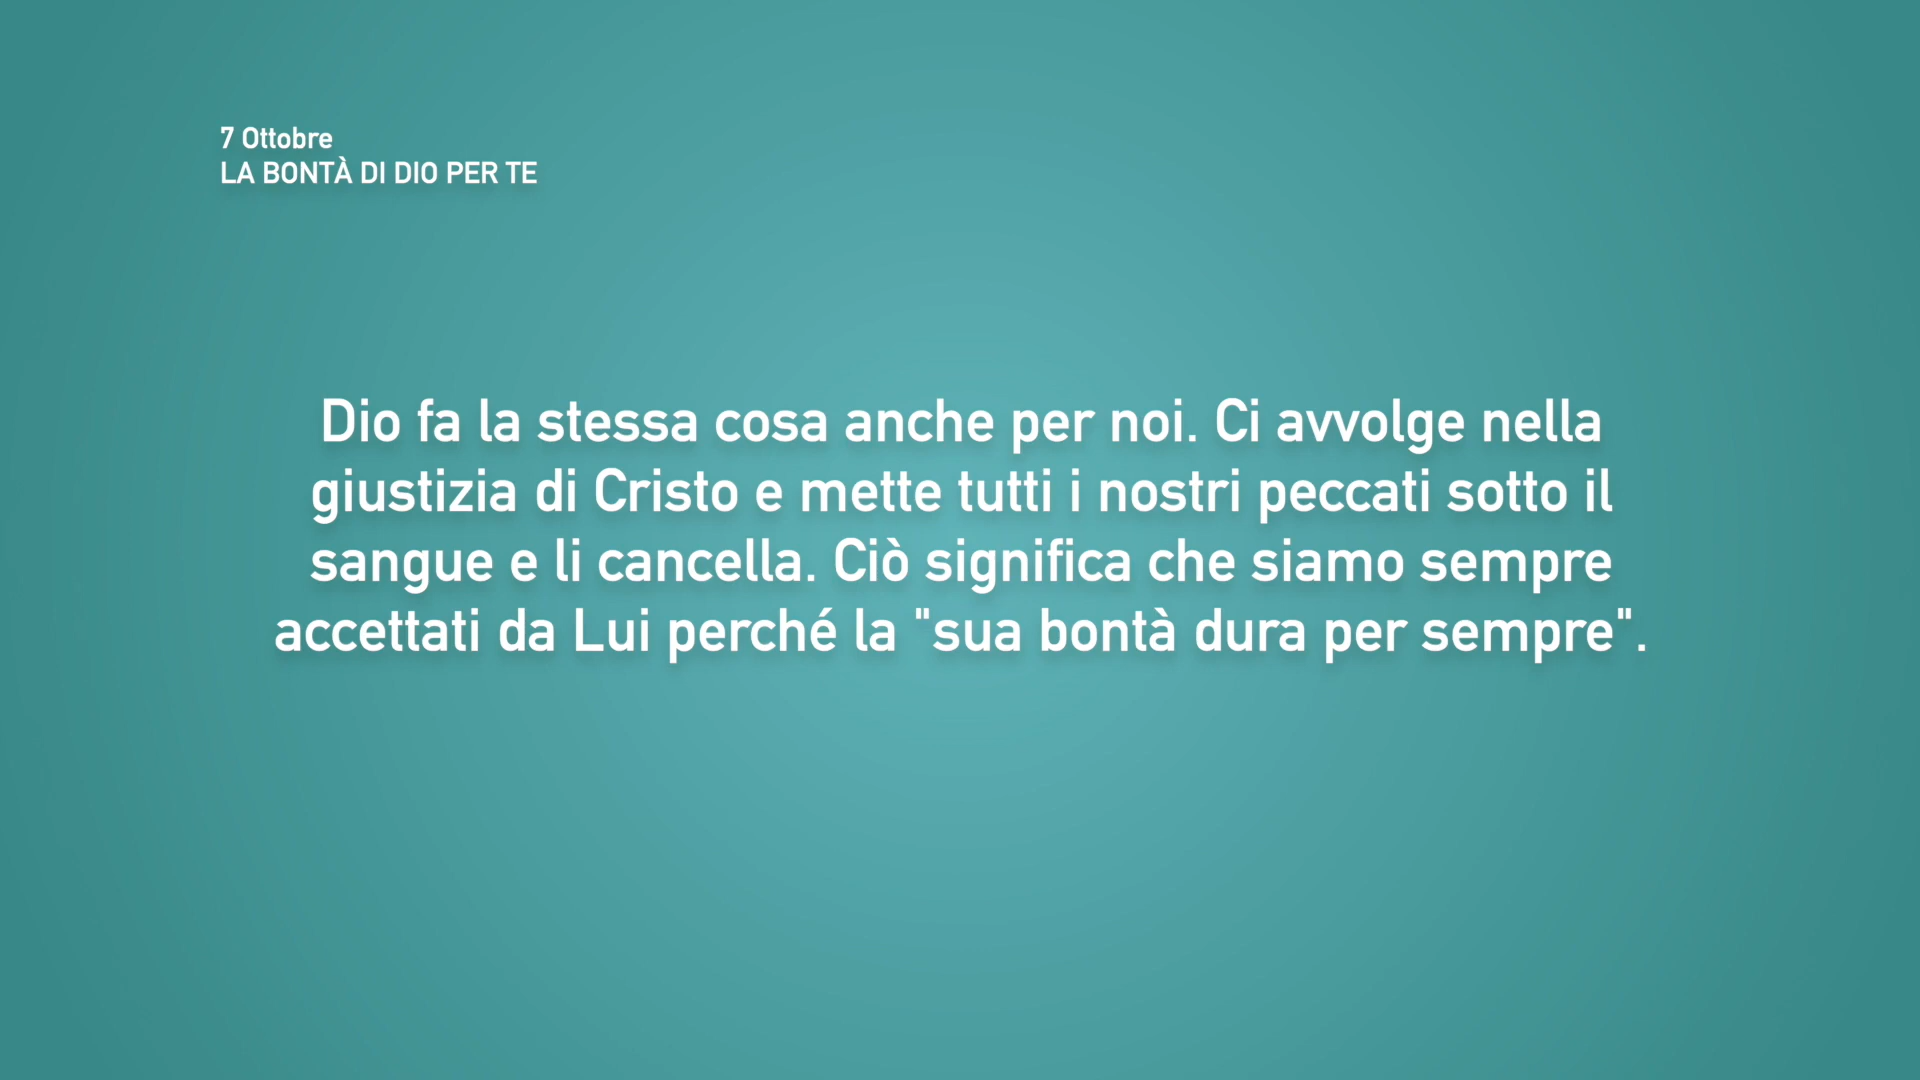 7 Ottobre
LA BONTÀ DI DIO PER TE
Dio fa la stessa cosa anche per noi. Ci avvolge nella
giustizia di Cristo e mette tutti i nostri peccati sotto il
sangue e li cancella. Ciò significa che siamo sempre
accettati da Lui perché la "sua bontà dura per sempre".